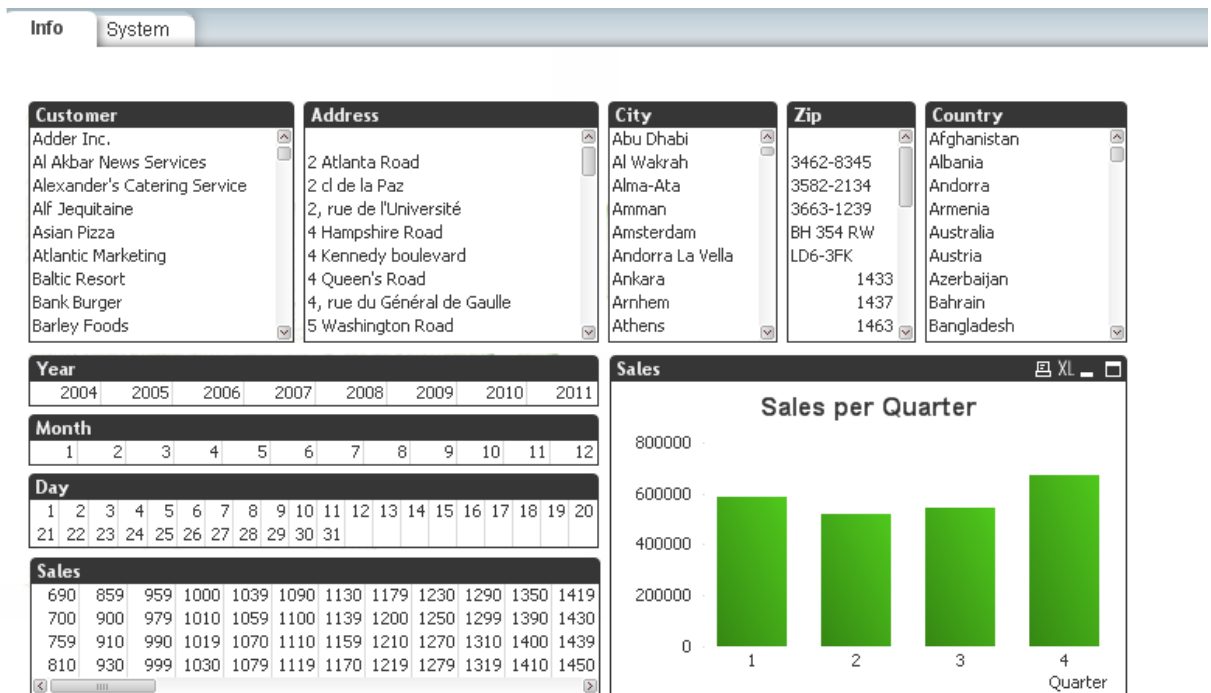 Info System
Customer
Adder Inc.
Al Akbar News Services
Alexander's Catering Service
Alf Jequitaine
Asian Pizza
Atlantic Marketing
Baltic Resort
Bank Burger
Barley Foods
Address
2 Atlanta Road
2 cl de la Paz
2, rue de l'Université
4 Hampshire Road
4 Kennedy boulevard
4 Queen's Road
4, rue du Général de Gaulle
5 Washington Road
City
Abu Dhabi
Al Wakrah
Alma-Ata
Amman
Amsterdam
Andorra La Vella
Ankara
Arnhem
Athens
Zip
3462-8345
3582-2134
3663-1239
BH 354 RW
LD6-3FK
1433
1437
1463
Country
Afghanistan
Albania
Andorra
Armenia
Australia
Austria
Azerbaijan
Bahrain
Bangladesh
Year
2004 2005 2006 2007 2008 2009 2010 2011
Month
1 2 3 4 5 6 7 8 9 10 11 12
Day
1 2 3 4 5 6 7 8 9 10 11 12 13 14 15 16 17 18 19 20
21 22 23 24 25 26 27 28 29 30 31
Sales
690 859 959 1000 1039 1090 1130 1179 1230 1290 1350 1419
700 900 979 1010 1059 1100 1139 1200 1250 1299 1390 1430
759 910 990 1019 1070 1110 1159 1210 1270 1310 1400 1439
810 930 999 1030 1079 1119 1170 1219 1279 1319 1410 1450
Sales XL
Sales per Quarter
800000
600000
400000
200000
0
1 2 3 4
Quarter